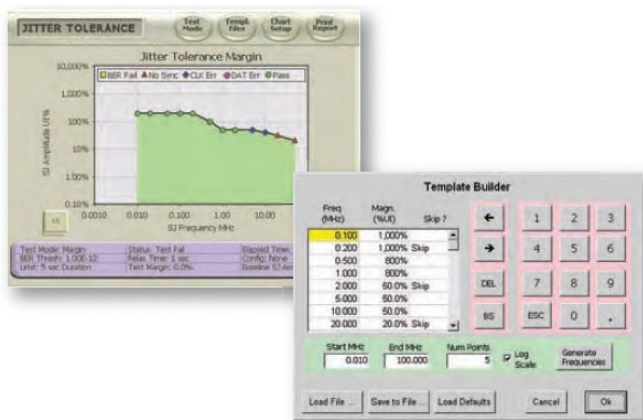 JITTER TOLERANCE
Test Mode
Templ. Files
Chart Setup
Print Report
Jitter Tolerance Margin
BER Fail No Sync CLK Err DAT Err Pass
10,000%
1,000%
100%
10%
1.00%
0.10%
SJ Amplitude UI%
0.0010 0.010 0.100 1.00 10.00
SJ Frequency MHz
Test Mode: Margin Status: Test Fail Elapsed Time:
BER Thresh: 1.00E-12 Relax Time: 1 sec Config: None
Limit: 5 sec Duration Test Margin: 0.0% Baseline SJ Am
Template Builder
Freq (MHz) Magn. (%UI) Skip ?
0.100 1,000%
0.200 1,000% Skip
0.500 800%
1.000 800%
2.000 50.0% Skip
5.000 50.0%
10.000 50.0%
20.000 20.0% Skip
1 2 3
4 5 6
DEL 7 8 9
BS ESC 0 .
Start MHz End MHz Num Points
0.010 100.000 5
Log Scale
Generate Frequencies
Load File ... Save to File ... Load Defaults Cancel Ok